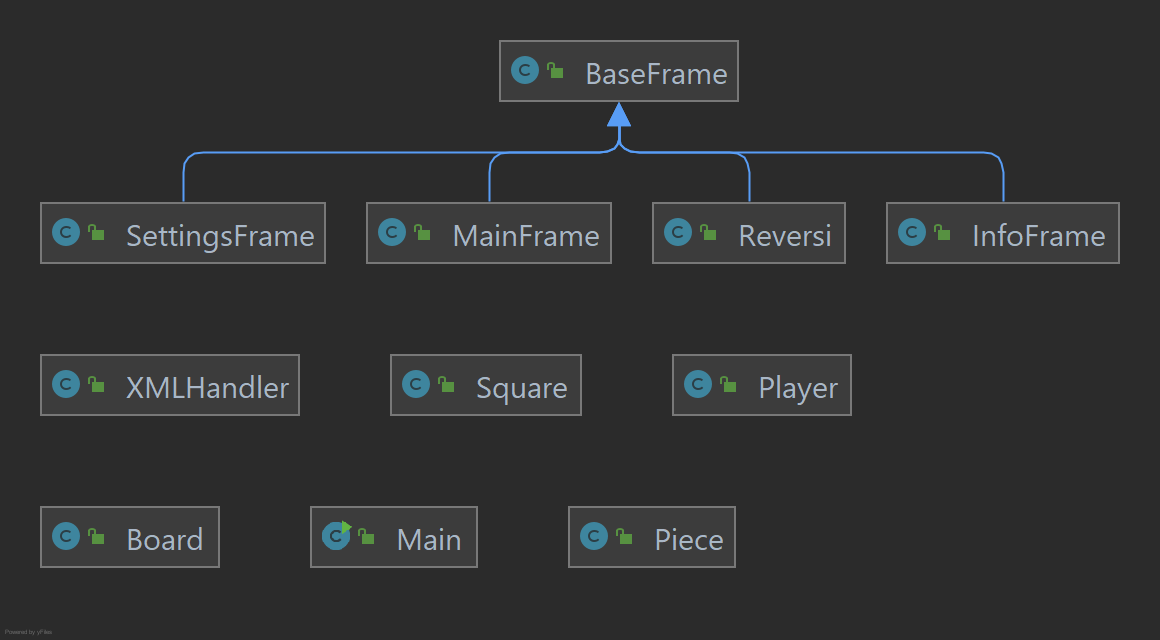 BaseFrame
SettingsFrame
MainFrame
Reversi
InfoFrame
XMLHandler
Square
Player
Board
Main
Piece
Powered by yFiles